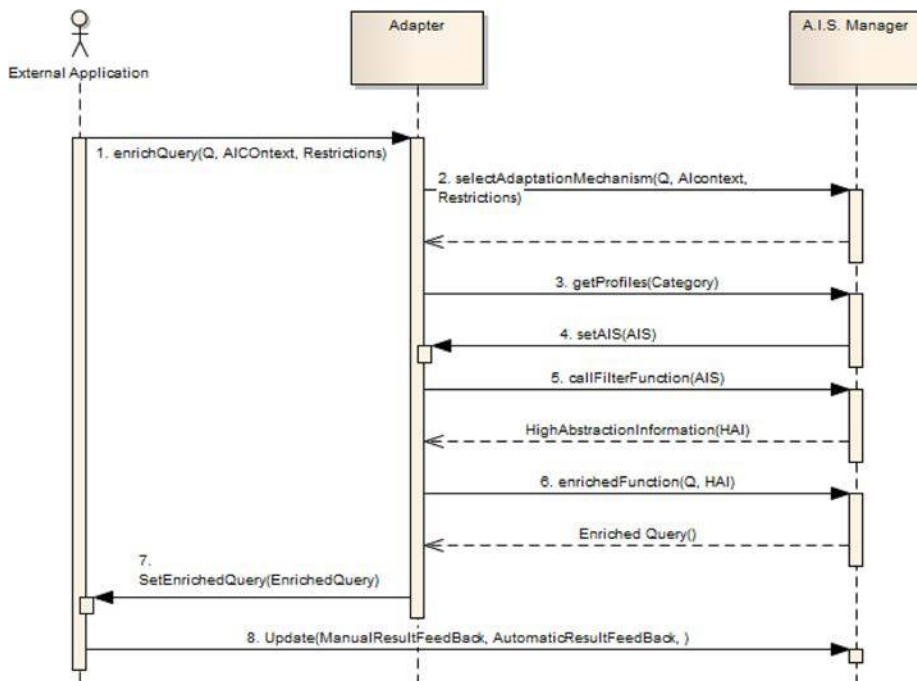 Adapter
A.I.S. Manager
External Application
1. enrichQuery(Q, AICOntext, Restrictions)
2. selectAdaptationMechanism(Q, AIcontext,
Restrictions)
3. getProfiles(Category)
4. setAIS(AIS)
5. callFilterFunction(AIS)
HighAbstractionInformation(HAI)
6. enrichedFunction(Q, HAI)
Enriched Query()
7.
SetEnrichedQuery(EnrichedQuery)
8. Update(ManualResultFeedBack, AutomaticResultFeedBack, )